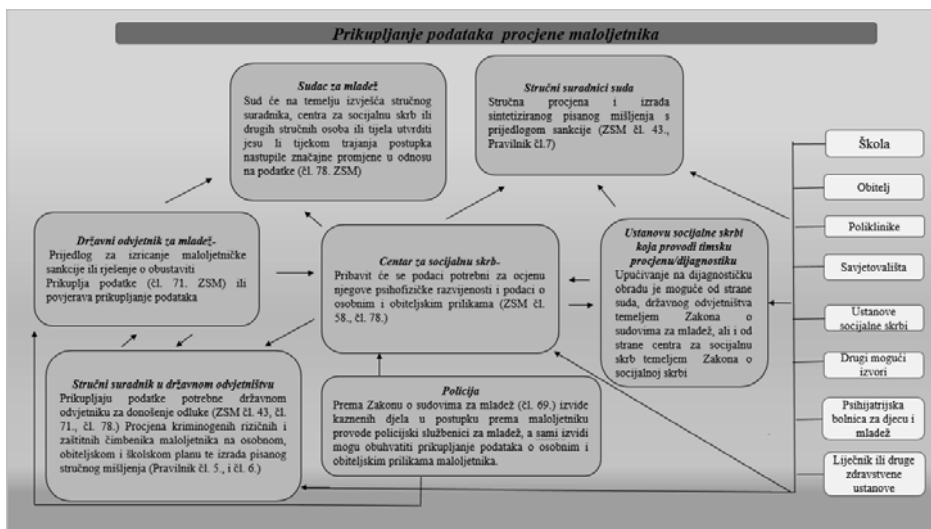 Prikupljanje podataka procjene maloljetnika
Sudac za mladež
Sud će na temelju izvješća stručnog
suradnika, centra za socijalnu skrb ili
drugih stručnih osoba ili tijela utvrditi
jesu li tijekom trajanja postupka
nastupile značajne promjene u odnosu
na podatke (čl. 78. ZSM)
Stručni suradnici suda
Stručna procjena i izrada
sintetiziranog pisanog mišljenja s
prijedlogom sankcije (ZSM čl. 43.,
Pravilnik čl.7)
Državni odvjetnik za mladež-
Prijedlog za izricanje maloljetničke
sankcije ili rješenje o obustaviti
Prikuplja podatke (čl. 71. ZSM) ili
povjerava prikupljanje podataka
Centar za socijalnu skrb-
Pribavit će se podaci potrebni za ocjenu
njegove psihofizičke razvijenosti i podaci o
osobnim i obiteljskim prilikama (ZSM čl.
58., čl. 78.)
Ustanovu socijalne skrbi
koja provodi timsku
procjenu/dijagnostiku
Upućivanje na dijagnostičku
obradu je moguće od strane
suda, državnog odvjetništva
temeljem Zakona o
sudovima za mladež, ali i od
strane centra za socijalnu
skrb temeljem Zakona o
socijalnoj skrbi
Stručni suradnik u državnom odvjetništvu
Prikupljaju podatke potrebne državnom
odvjetniku za donošenje odluke (ZSM čl. 43, čl.
71., čl. 78.) Procjena kriminogenih rizičnih i
zaštitnih čimbenika maloljetnika na osobnom,
obiteljskom i školskom planu te izrada pisanog
stručnog mišljenja (Pravilnik čl. 5., i čl. 6.)
Policija
Prema Zakonu o sudovima za mladež (čl. 69.) izvide
kaznenih djela u postupku prema maloljetniku
provode policijski službenici za mladež, a sami izvidi
mogu obuhvatiti prikupljanje podataka o osobnim i
obiteljskim prilikama maloljetnika.
Škola
Obitelj
Poliklinike
Savjetovališta
Ustanove
socijalne skrbi
Drugi mogući
izvori
Psihijatrijska
bolnica za djecu i
mladež
Liječnik ili druge
zdravstvene
ustanove